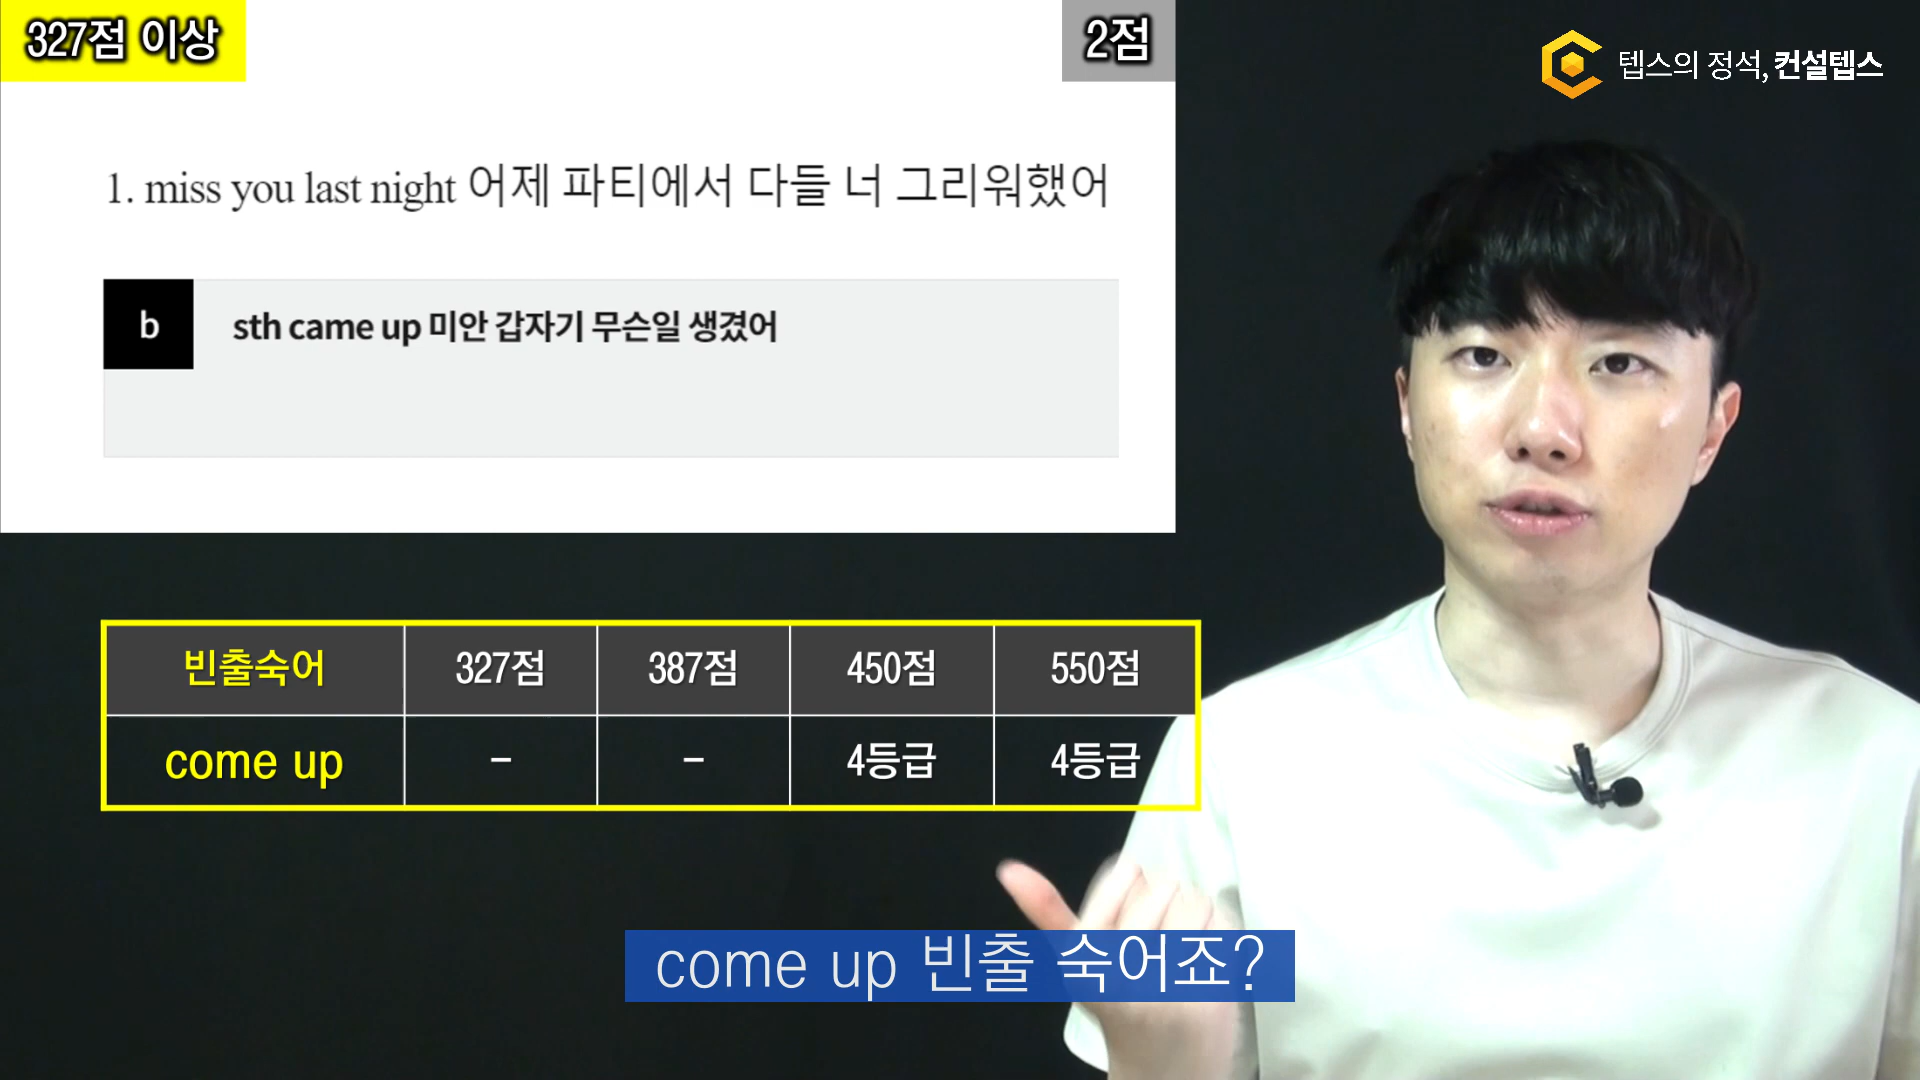 327점 이상
2점
텝스의 정석, 컨설텝스
1. miss you last night 어제 파티에서 다들 너 그리워했어
b
sth came up 미안 갑자기 무슨일 생겼어
빈출숙어 327점 387점 450점 550점
come up - - 4등급 4등급
come up 빈출 숙어죠?